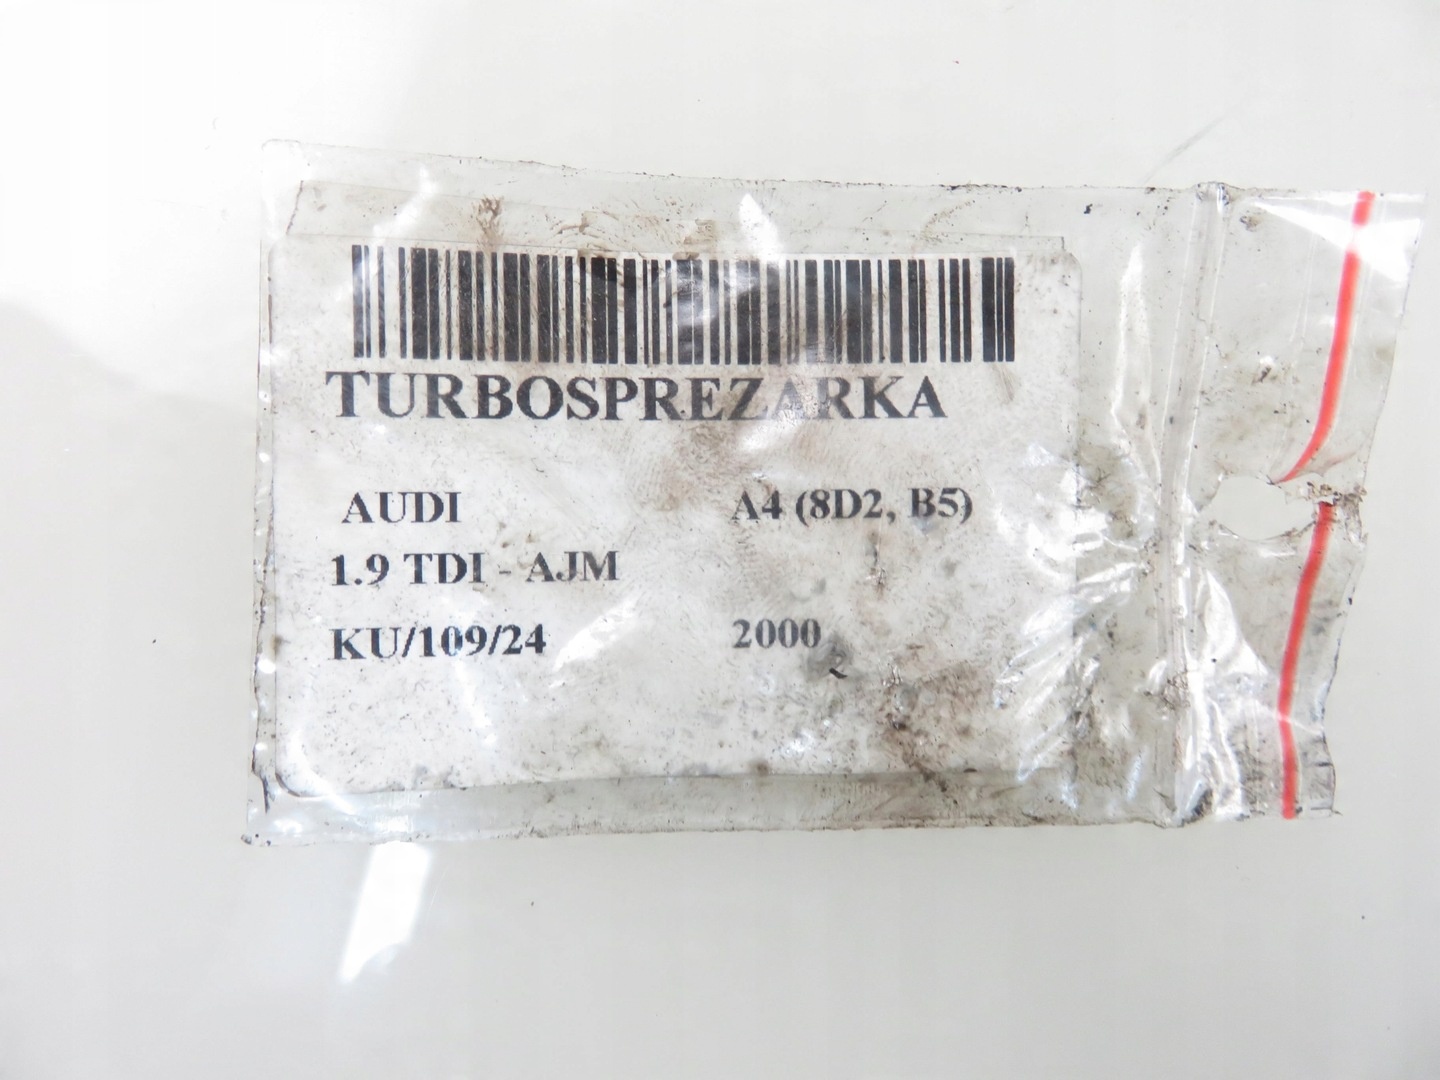 TURBOSPREZARKA
AUDI A4 (8D2, B5)
1.9 TDI - AJM
KU/109/24 2000